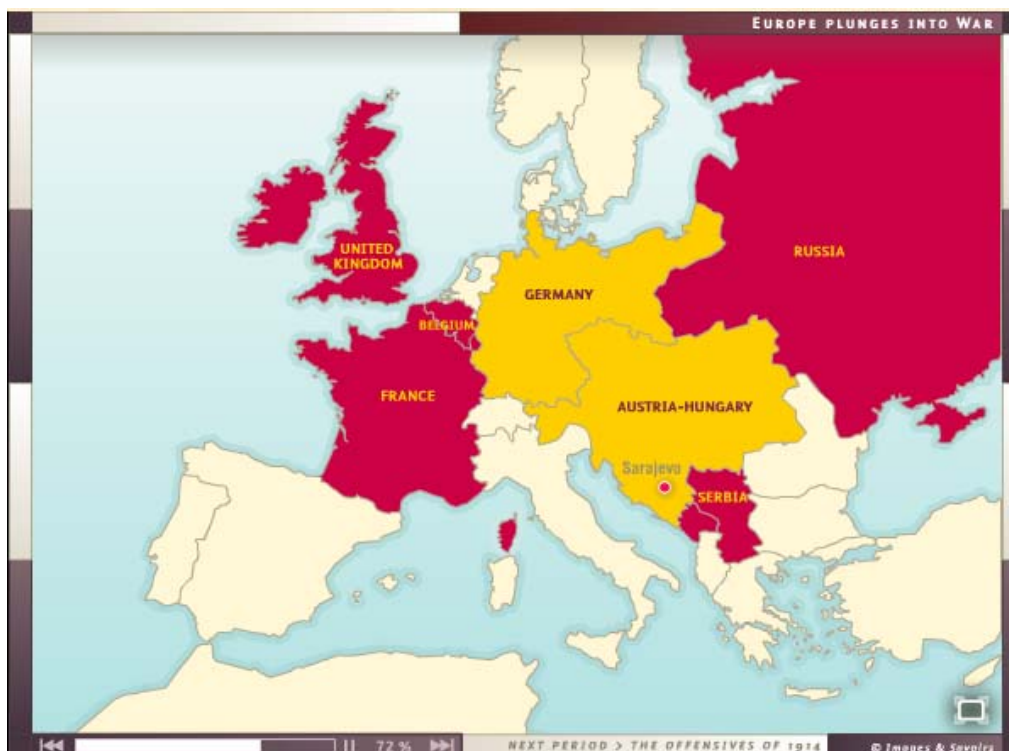 EUROPE PLUNGES INTO WAR
UNITED
KINGDOM
RUSSIA
GERMANY
BELGIUM
FRANCE
AUSTRIA-HUNGARY
Sarajevo
SERBIA
72 %
NEXT PERIOD > THE OFFENSIVES OF 1914
© Images & Savoirs